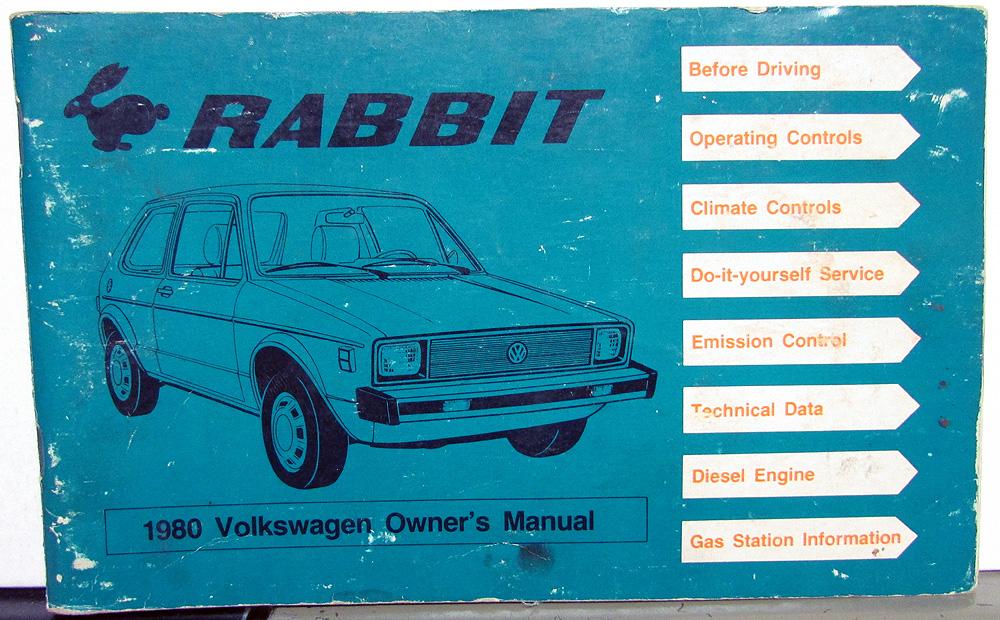 RABBIT
1980 Volkswagen Owner's Manual
Before Driving
Operating Controls
Climate Controls
Do-it-yourself Service
Emission Control
Technical Data
Diesel Engine
Gas Station Information